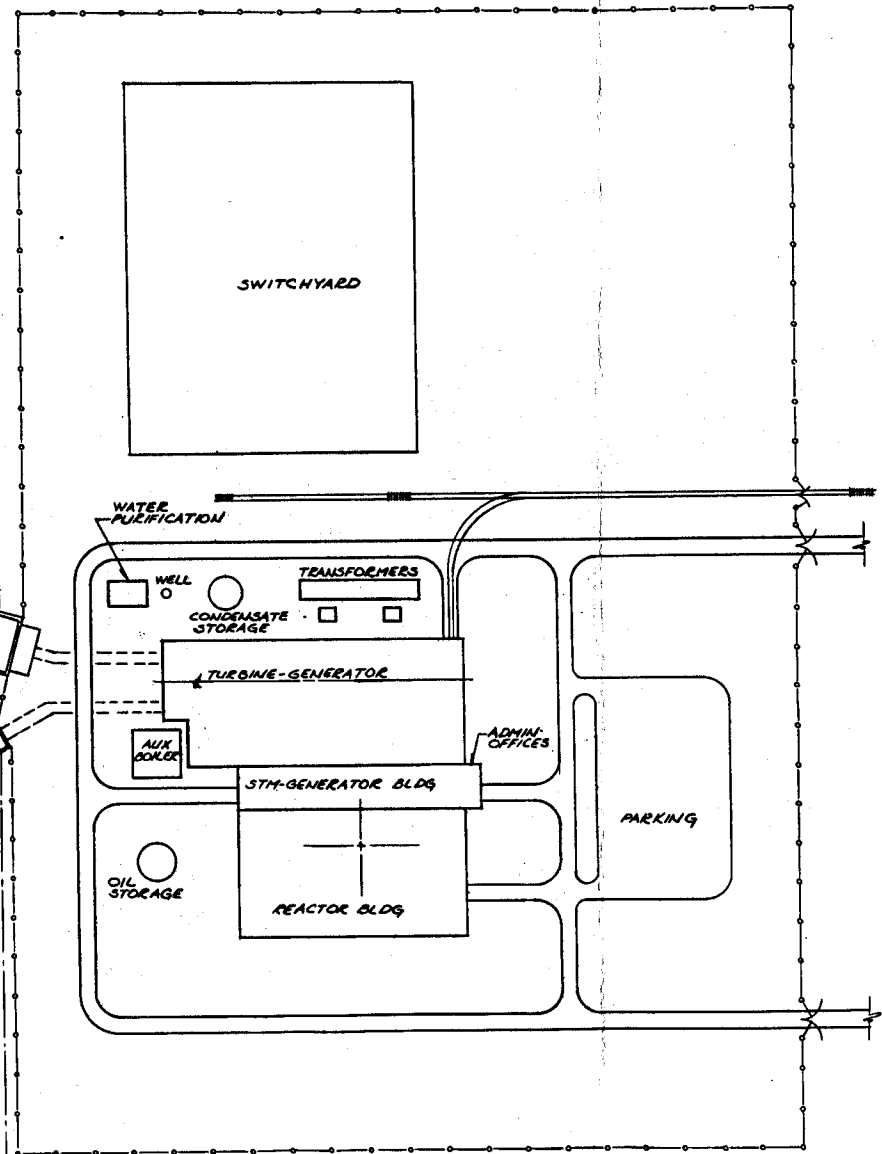 SWITCHYARD
WATER
PURIFICATION
WELL
TRANSFORMERS
CONDENSATE
STORAGE
TURBINE-GENERATOR
ADMIN.
OFFICES
AUX
BOILER
STM-GENERATOR BLDG
PARKING
OIL
STORAGE
REACTOR BLDG